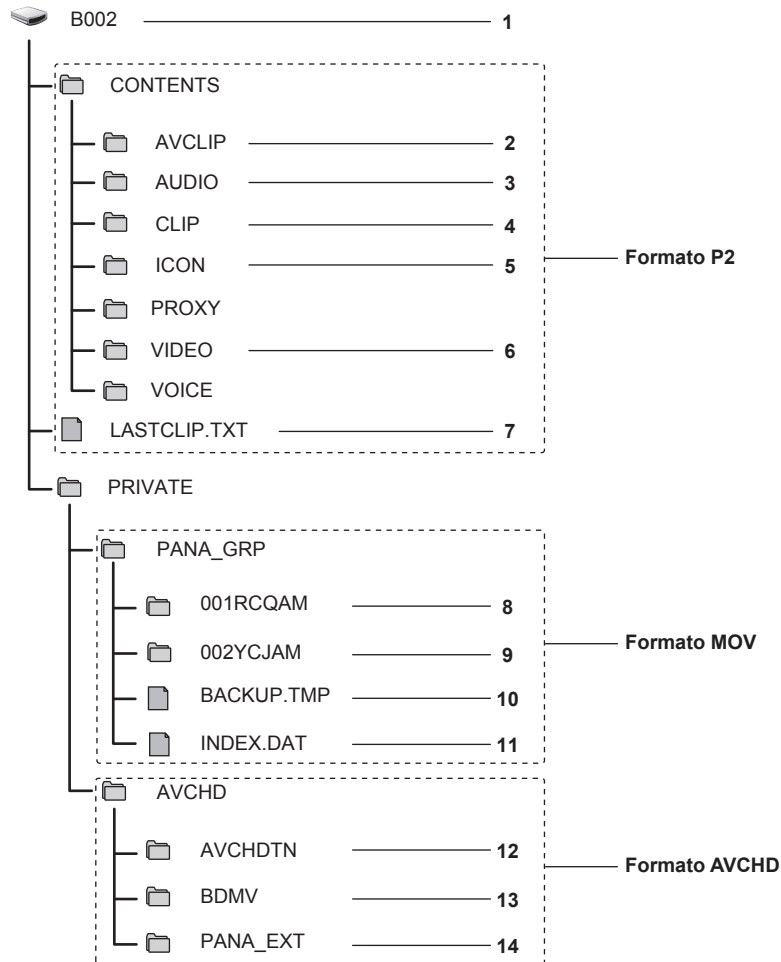 B002 1
CONTENTS
AVCLIP 2
AUDIO 3
CLIP 4
ICON 5
Formato P2
PROXY
VIDEO 6
VOICE
LASTCLIP.TXT 7
PRIVATE
PANA_GRP
001RCQAM 8
Formato MOV
002YCJAM 9
BACKUP.TMP 10
INDEX.DAT 11
AVCHD
AVCHDTN 12
Formato AVCHD
BDMV 13
PANA_EXT 14